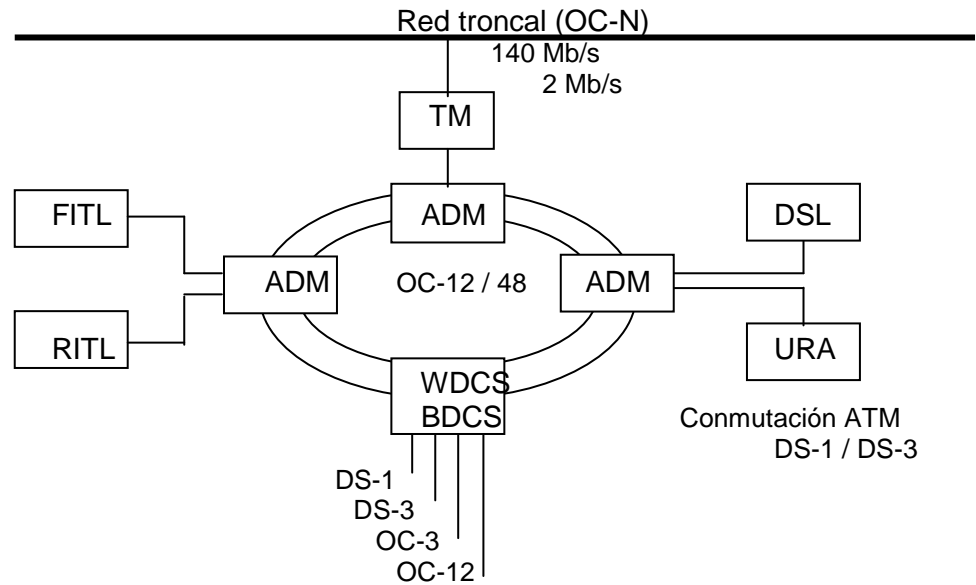 Red troncal (OC-N)
140 Mb/s
2 Mb/s
TM
FITL
ADM
DSL
ADM
OC-12 / 48
ADM
RITL
URA
WDCS
BDCS
Conmutación ATM
DS-1 / DS-3
DS-1
DS-3
OC-3
OC-12